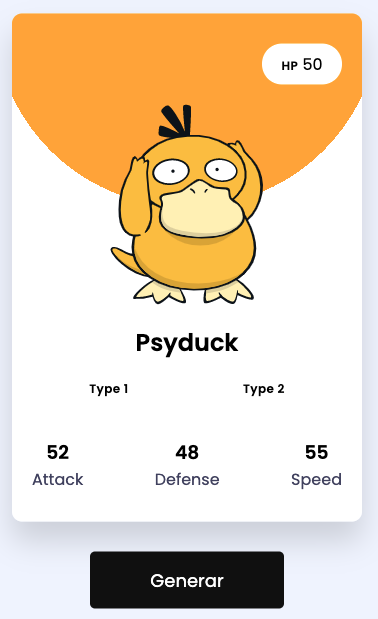 HP 50
Psyduck
Type 1 Type 2
52 48 55
Attack Defense Speed
Generar